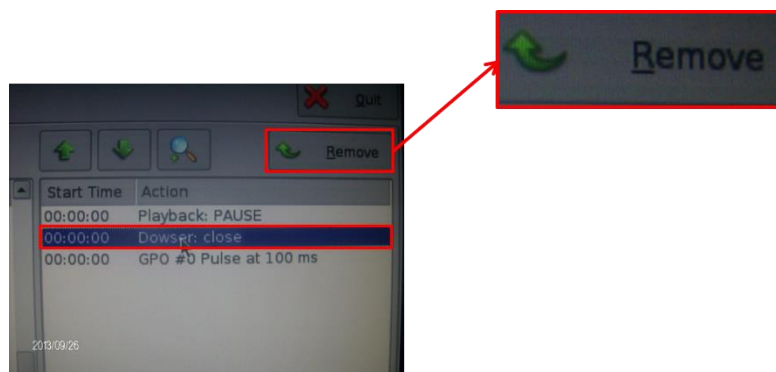 Remove
Quit
Remove
Start Time Action
00:00:00 Playback: PAUSE
00:00:00 Dowser: close
00:00:00 GPO #0 Pulse at 100 ms
2013/09/26